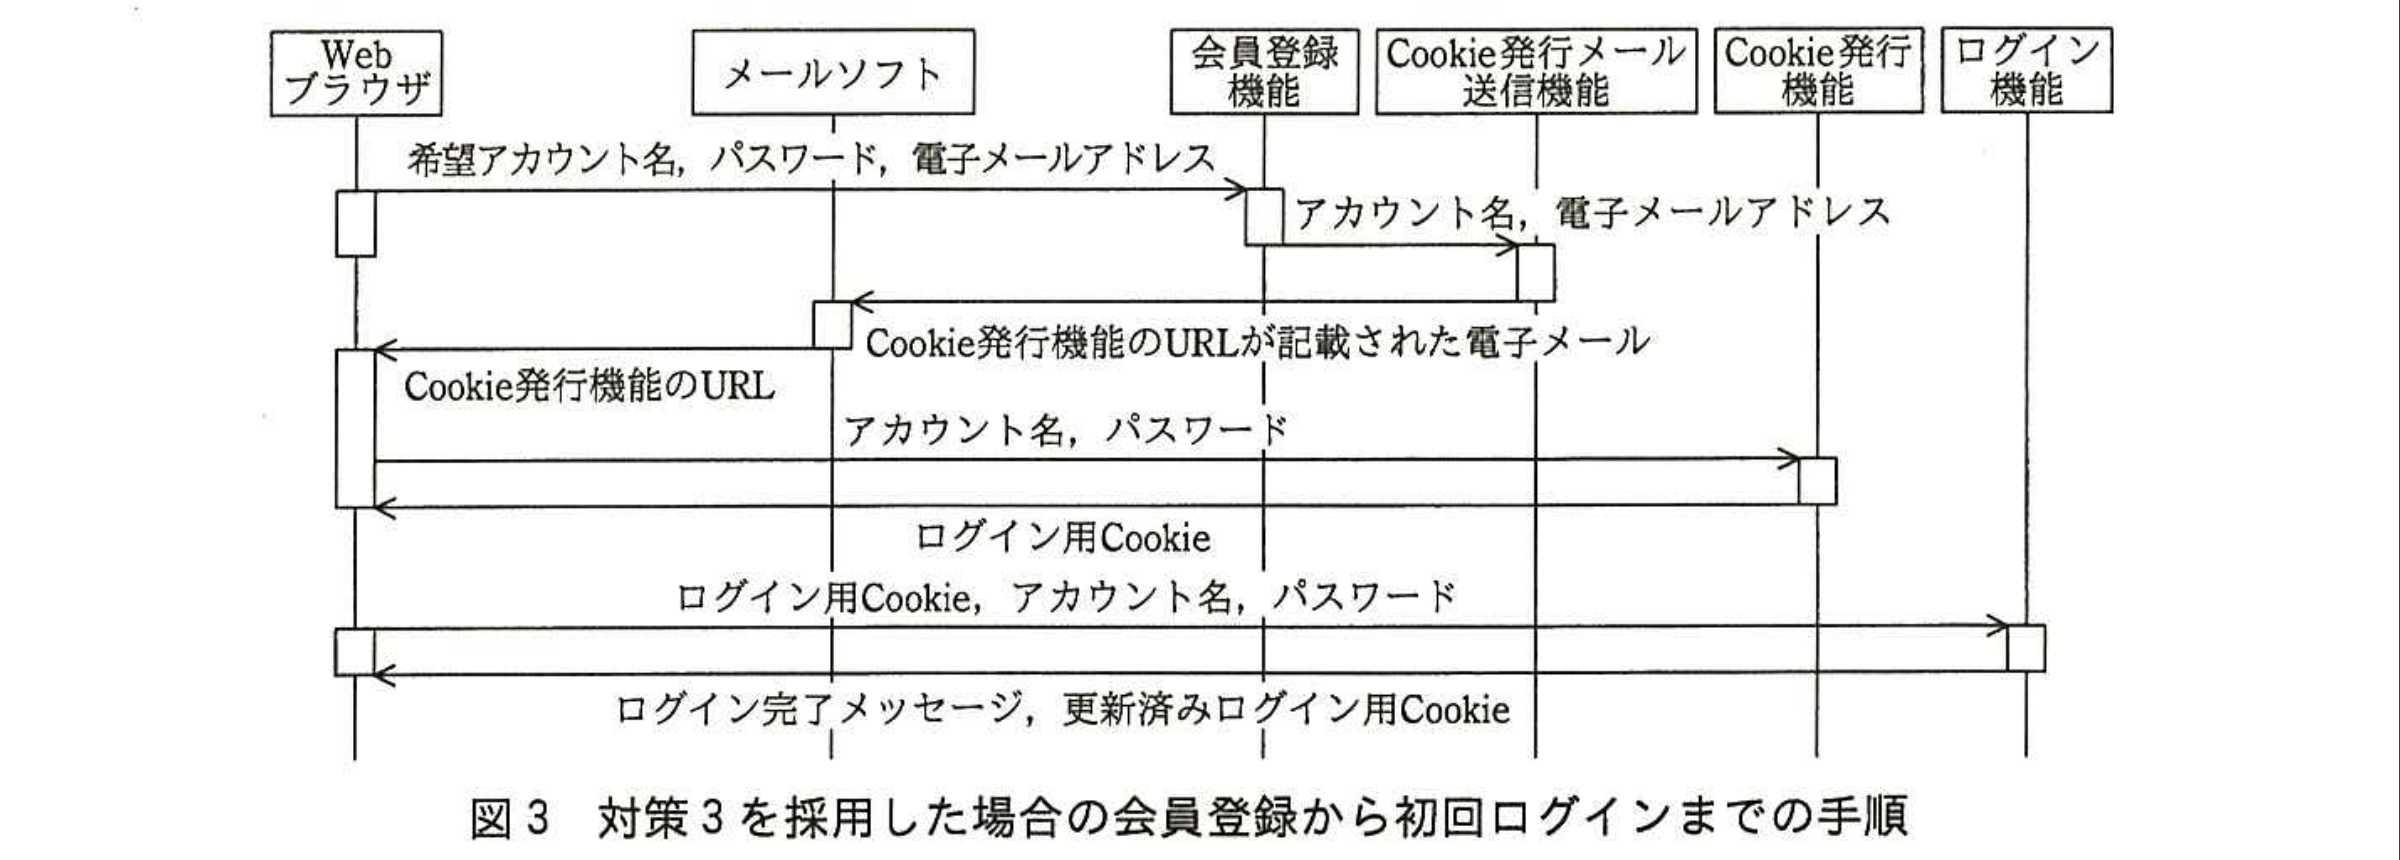 Web
ブラウザ
メールソフト
会員登録
機能
Cookie発行メール
送信機能
Cookie発行
機能
ログイン
機能
希望アカウント名，パスワード，電子メールアドレス
アカウント名，電子メールアドレス
Cookie発行機能のURLが記載された電子メール
Cookie発行機能のURL
アカウント名，パスワード
ログイン用Cookie
ログイン用Cookie，アカウント名，パスワード
ログイン完了メッセージ，更新済みログイン用Cookie
図3　対策3を採用した場合の会員登録から初回ログインまでの手順